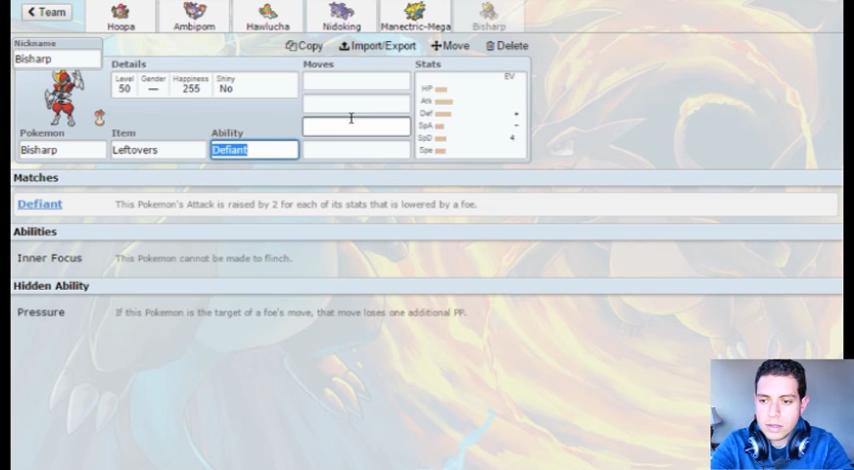 Team
Hoopa
Ambipom
Hawlucha
Nidoking
Manectric-Mega
Bisharp
Copy
Import/Export
Move
Delete
Nickname
Bisharp
Details
Moves
Stats
Level
Gender
Happiness
Shiny
50
—
255
No
EV
HP
Atk
Def
+
SpA
-
SpD
4
Spe
Pokemon
Item
Ability
Bisharp
Leftovers
Defiant
Matches
Defiant
This Pokemon's Attack is raised by 2 for each of its stats that is lowered by a foe.
Abilities
Inner Focus
This Pokemon cannot be made to flinch.
Hidden Ability
Pressure
If this Pokemon is the target of a foe's move, that move loses one additional PP.